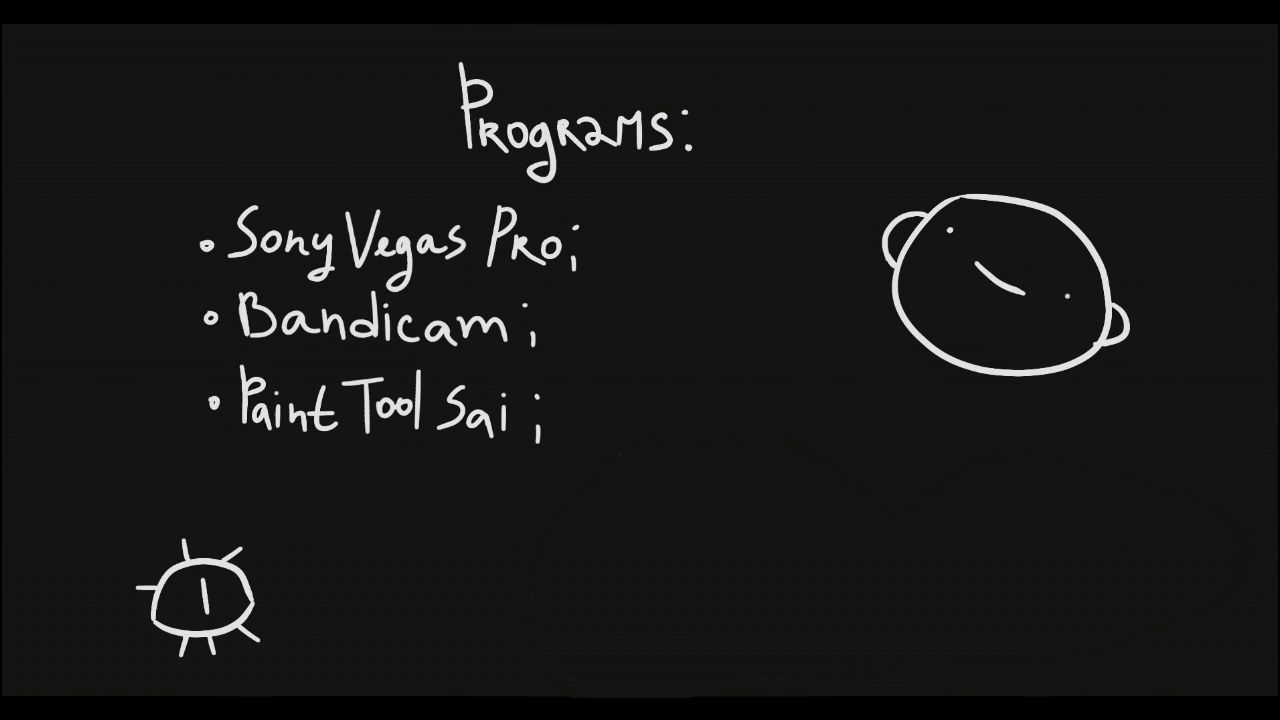 Programs:
• Sony Vegas Pro;
• Bandicam;
• Paint Tool Sai;